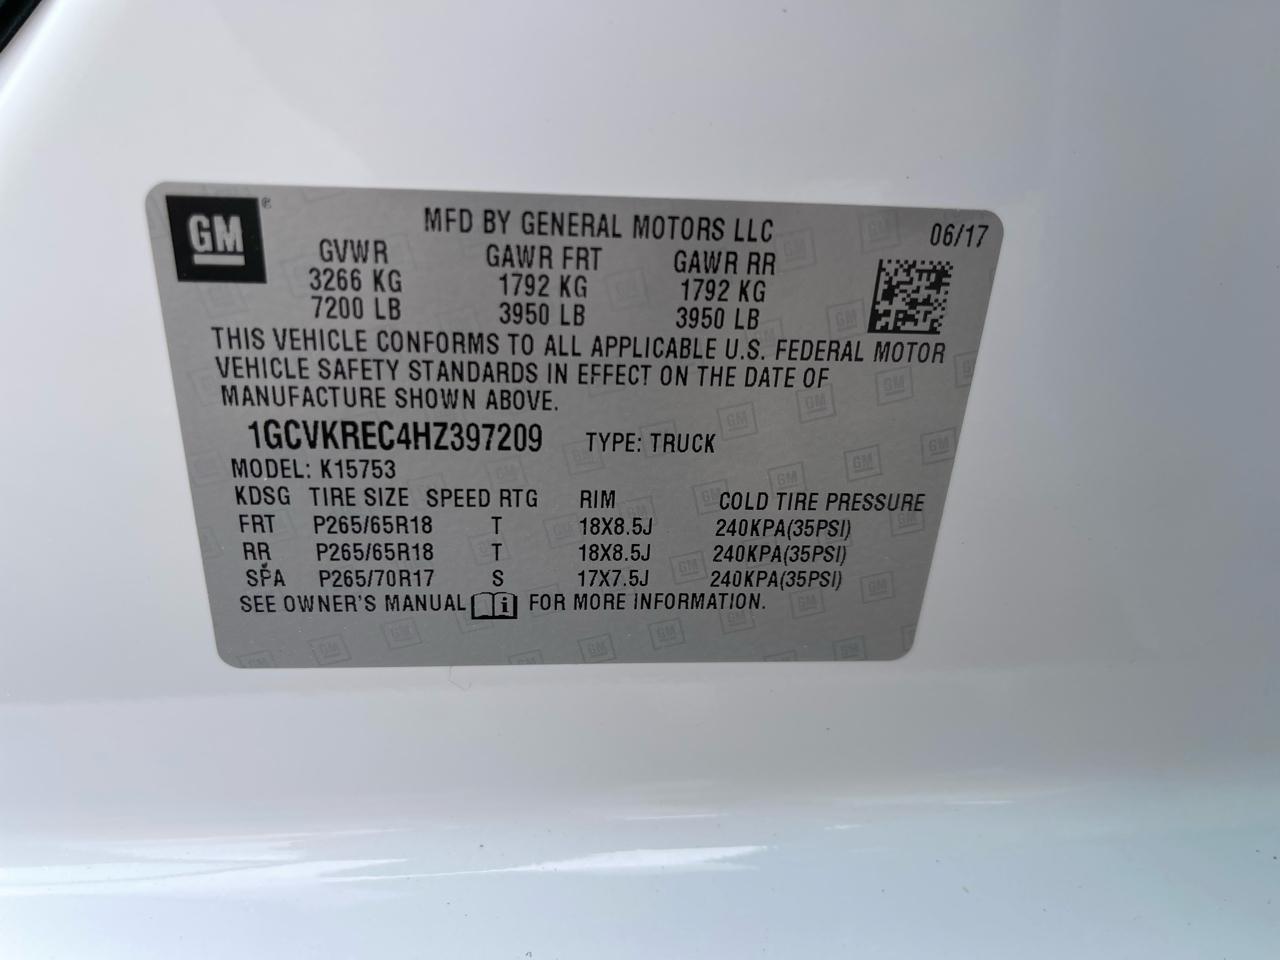 GM®
MFD BY GENERAL MOTORS LLC 06/17
GVWR GAWR FRT GAWR RR
3266 KG 1792 KG 1792 KG
7200 LB 3950 LB 3950 LB
THIS VEHICLE CONFORMS TO ALL APPLICABLE U.S. FEDERAL MOTOR
VEHICLE SAFETY STANDARDS IN EFFECT ON THE DATE OF
MANUFACTURE SHOWN ABOVE.
1GCVKREC4HZ397209 TYPE: TRUCK
MODEL: K15753
KDSG TIRE SIZE SPEED RTG RIM COLD TIRE PRESSURE
FRT P265/65R18 T 18X8.5J 240KPA(35PSI)
RR P265/65R18 T 18X8.5J 240KPA(35PSI)
SPA P265/70R17 S 17X7.5J 240KPA(35PSI)
SEE OWNER'S MANUAL i FOR MORE INFORMATION.